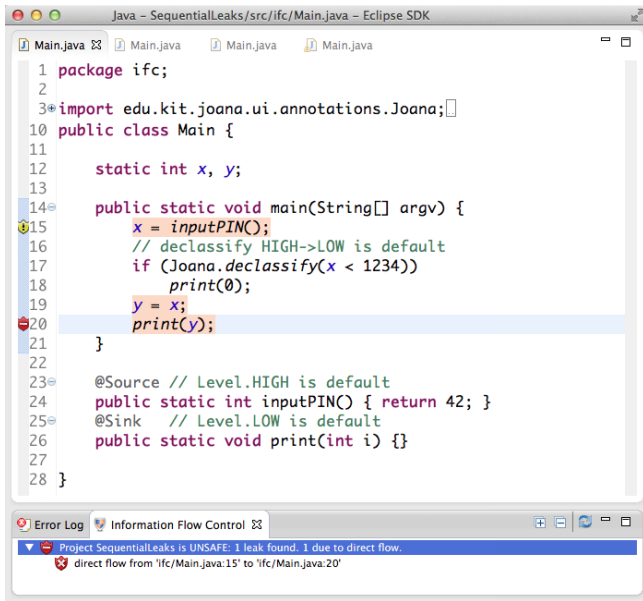 Java – SequentialLeaks/src/ifc/Main.java – Eclipse SDK
Main.java Main.java Main.java Main.java
1 package ifc;
2
3 import edu.kit.joana.ui.annotations.Joana;
10 public class Main {
11
12 static int x, y;
13
14 public static void main(String[] argv) {
15 x = inputPIN();
16 // declassify HIGH->LOW is default
17 if (Joana.declassify(x < 1234))
18 print(0);
19 y = x;
20 print(y);
21 }
22
23 @Source // Level.HIGH is default
24 public static int inputPIN() { return 42; }
25 @Sink // Level.LOW is default
26 public static void print(int i) {}
27
28 }
Error Log Information Flow Control
Project SequentialLeaks is UNSAFE: 1 leak found. 1 due to direct flow.
direct flow from 'ifc/Main.java:15' to 'ifc/Main.java:20'